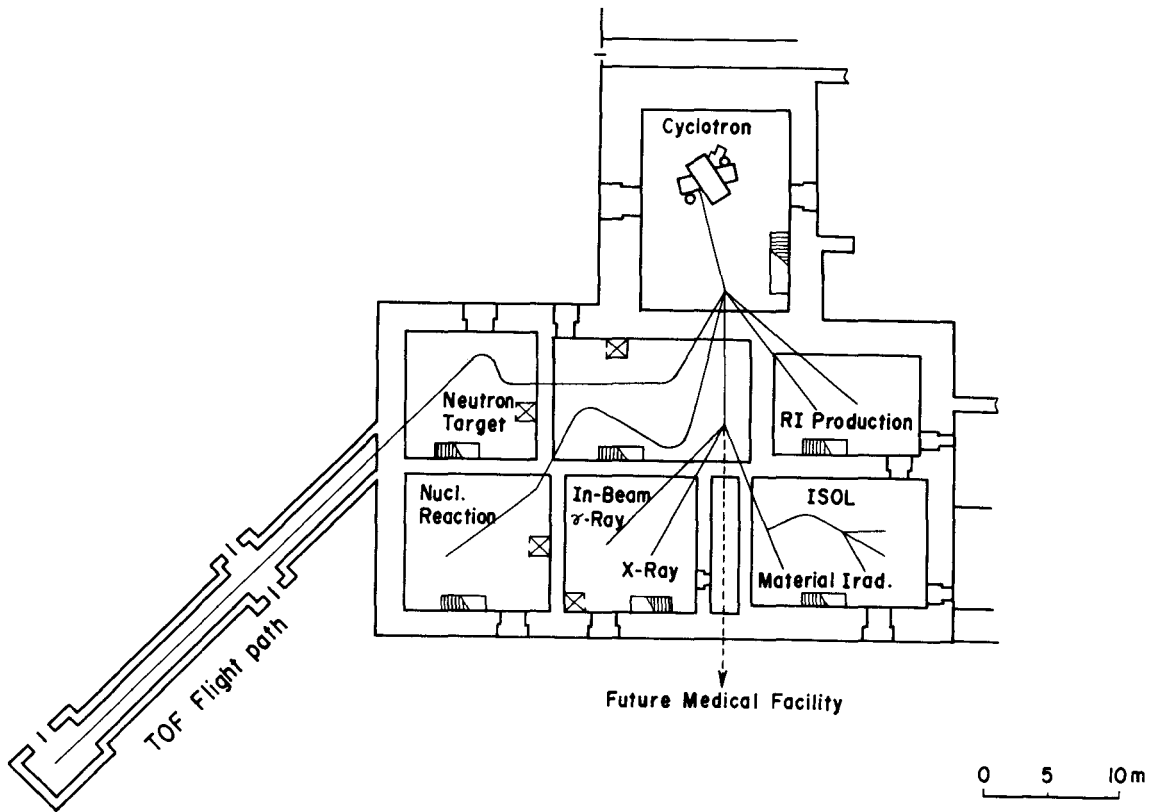 Cyclotron
Neutron
Target
RI Production
Nucl.
Reaction
In-Beam
γ-Ray
X-Ray
ISOL
Material Irad.
TOF Flight path
Future Medical Facility
0 5 10m